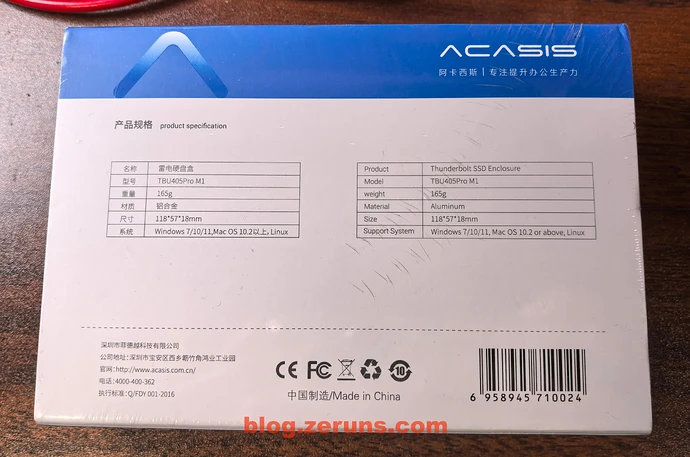 ACASIS
阿卡西斯 | 专注提升办公生产力
产品规格 product specification
名称 雷电硬盘盒
型号 TBU405Pro M1
重量 165g
材质 铝合金
尺寸 118*57*18mm
系统 Windows 7/10/11,Mac OS 10.2以上, Linux
Product Thunderbolt SSD Enclosure
Model TBU405Pro M1
weight 165g
Material Aluminum
Size 118*57*18mm
Support System Windows 7/10/11, Mac OS 10.2 or above, Linux
深圳市菲德越科技有限公司
公司地址: 深圳市宝安区西乡簕竹角鸿业工业园
官网: http://www.acasis.com.cn/
电话: 4000-400-362
执行标准: Q/FDY 001-2016
CE FC 10
中国制造/Made in China
6 958945 710024
blog-zeruns.com